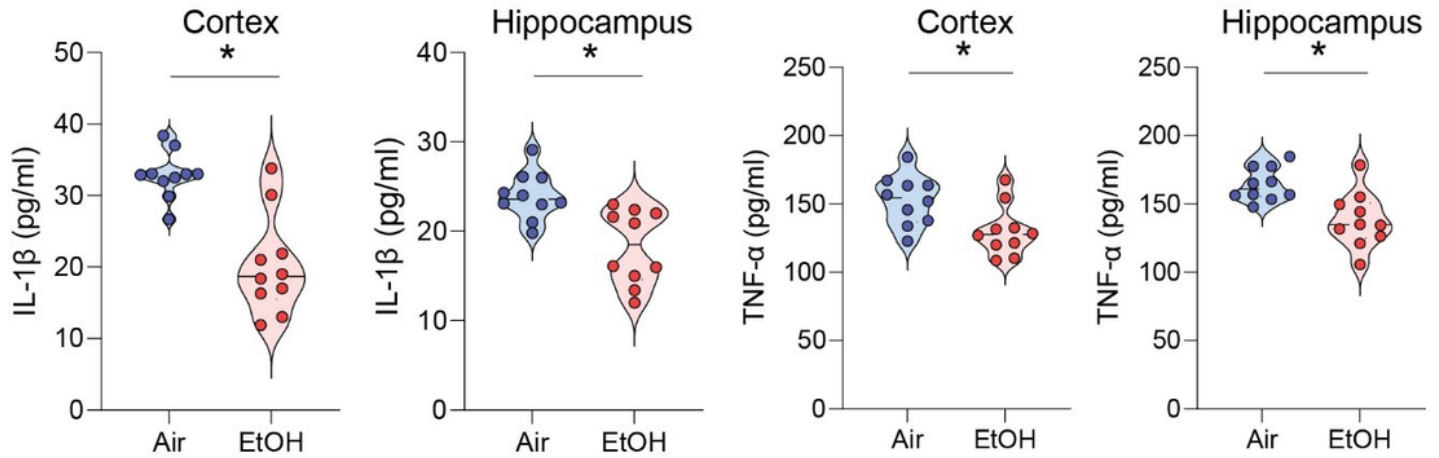 Cortex
*
IL-1β (pg/ml)
50
40
30
20
10
0
Air EtOH
Hippocampus
*
IL-1β (pg/ml)
40
30
20
10
0
Air EtOH
Cortex
*
TNF-α (pg/ml)
250
200
150
100
50
0
Air EtOH
Hippocampus
*
TNF-α (pg/ml)
250
200
150
100
50
0
Air EtOH